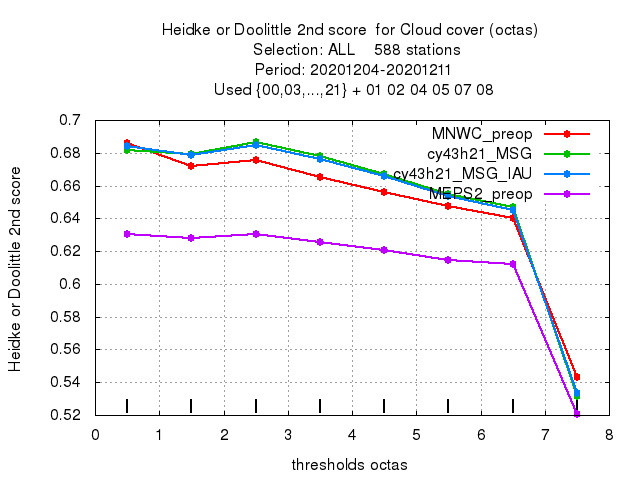 Heidke or Doolittle 2nd score  for Cloud cover (octas)
Selection: ALL    588 stations
Period: 20201204-20201211
Used {00,03,...,21} + 01 02 04 05 07 08
Heidke or Doolittle 2nd score
0.7
0.68
0.66
0.64
0.62
0.6
0.58
0.56
0.54
0.52
MNWC_preop
cy43h21_MSG
cy43h21_MSG_IAU
MEPS2_preop
0 1 2 3 4 5 6 7 8
thresholds octas